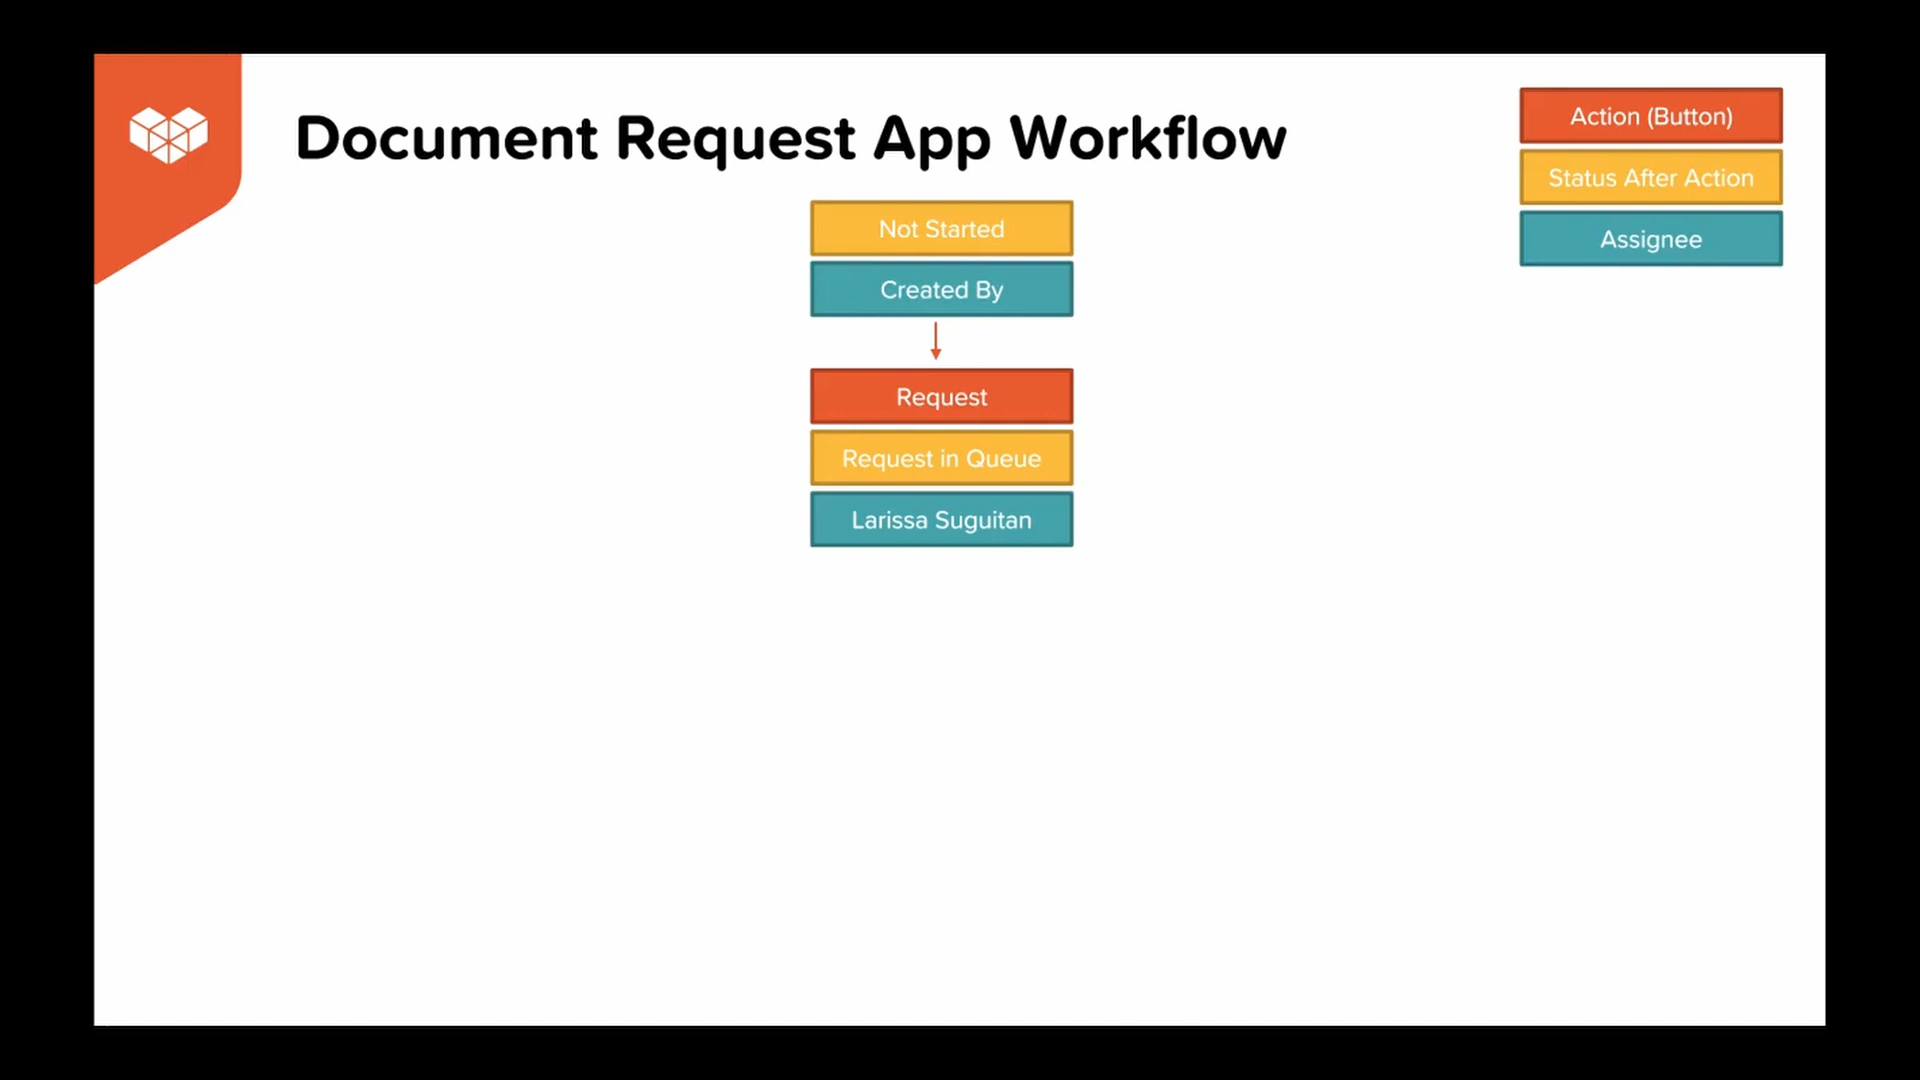 Document Request App Workflow
Action (Button)
Status After Action
Assignee
Not Started
Created By
Request
Request in Queue
Larissa Suguitan